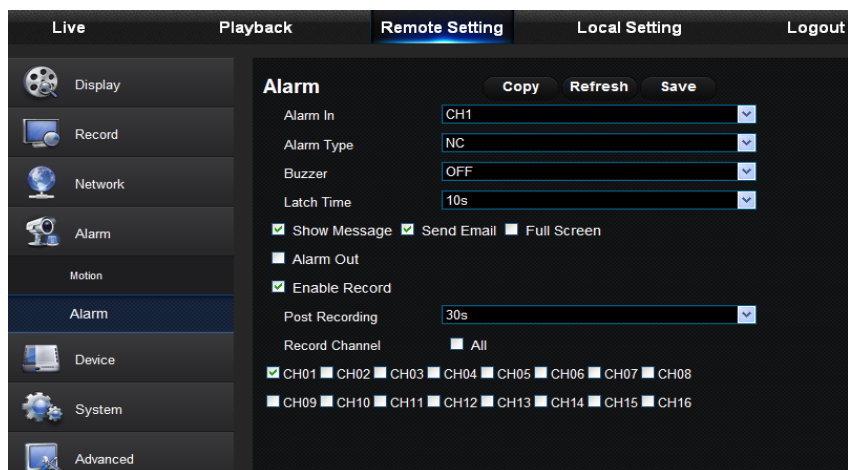 Live Playback Remote Setting Local Setting Logout
Display
Record
Network
Alarm
Motion
Alarm
Device
System
Advanced
Alarm Copy Refresh Save
Alarm In CH1
Alarm Type NC
Buzzer OFF
Latch Time 10s
Show Message Send Email Full Screen
Alarm Out
Enable Record
Post Recording 30s
Record Channel All
CH01 CH02 CH03 CH04 CH05 CH06 CH07 CH08
CH09 CH10 CH11 CH12 CH13 CH14 CH15 CH16